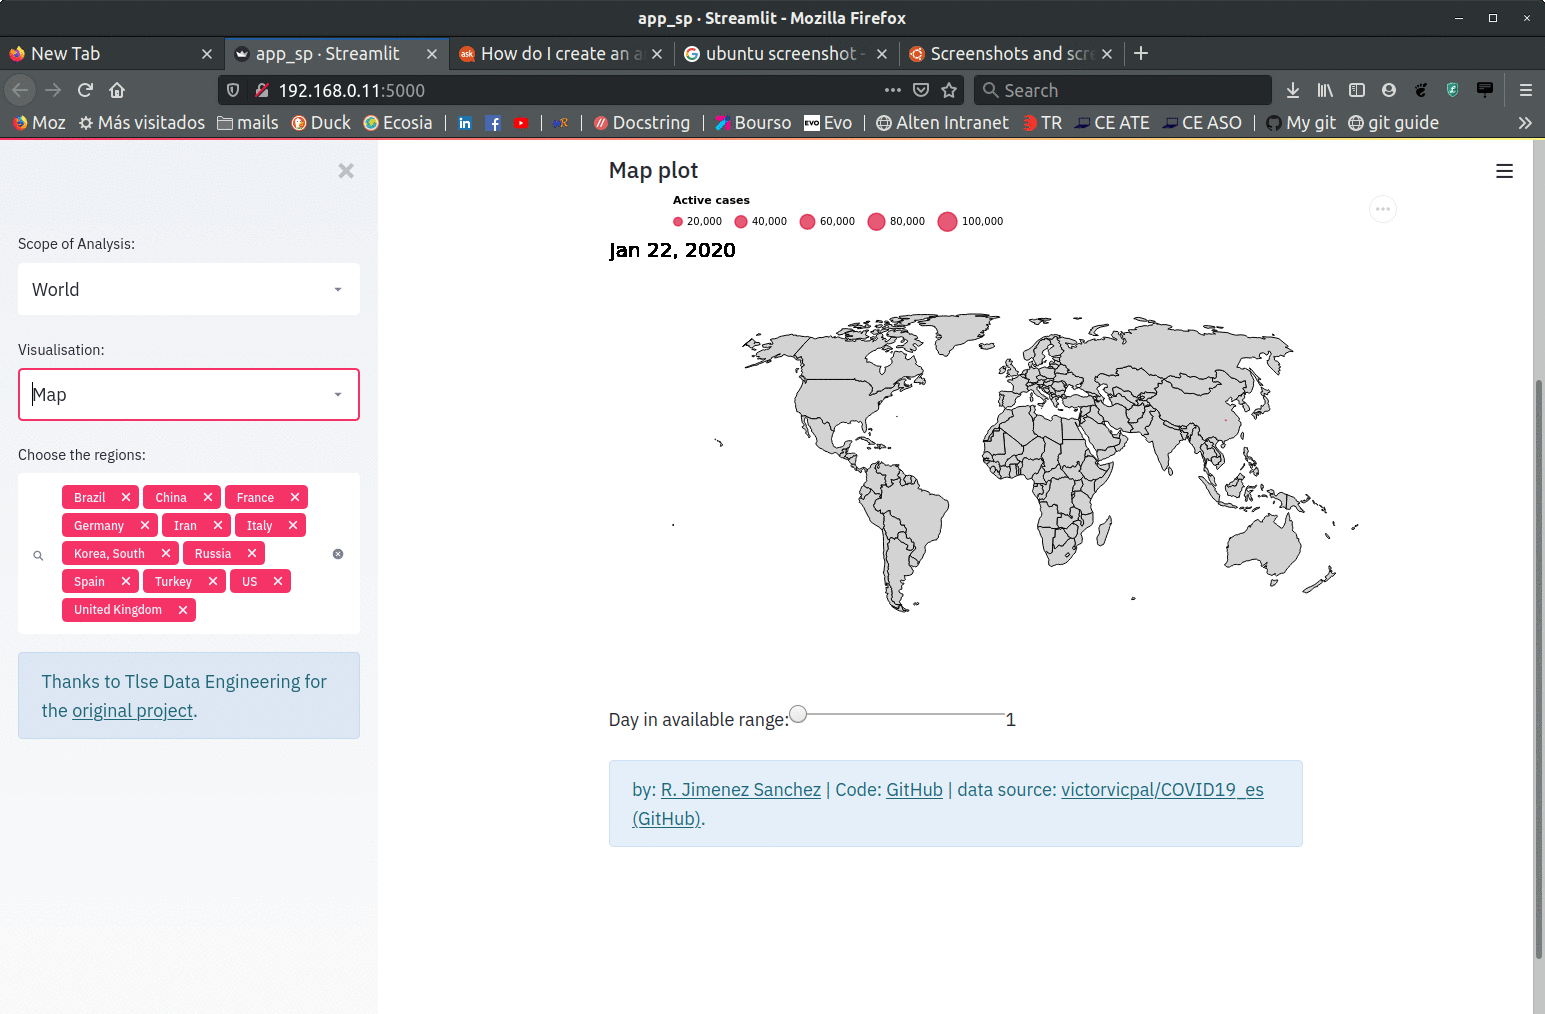 app_sp · Streamlit - Mozilla Firefox
New Tab
app_sp · Streamlit
ask How do I create an a
ubuntu screenshot -
Screenshots and scre
192.168.0.11:5000
Search
Moz Más visitados mails Duck Ecosia in f R Docstring Bourso EVO Evo Alten Intranet TR CE ATE CE ASO My git git guide
Map plot
Active cases
20,000 40,000 60,000 80,000 100,000
Jan 22, 2020
Scope of Analysis:
World
Visualisation:
Map
Choose the regions:
Brazil China France
Germany Iran Italy
Korea, South Russia
Spain Turkey US
United Kingdom
Thanks to Tlse Data Engineering for
the original project.
Day in available range: 1
by: R. Jimenez Sanchez | Code: GitHub | data source: victorvicpal/COVID19_es
(GitHub).